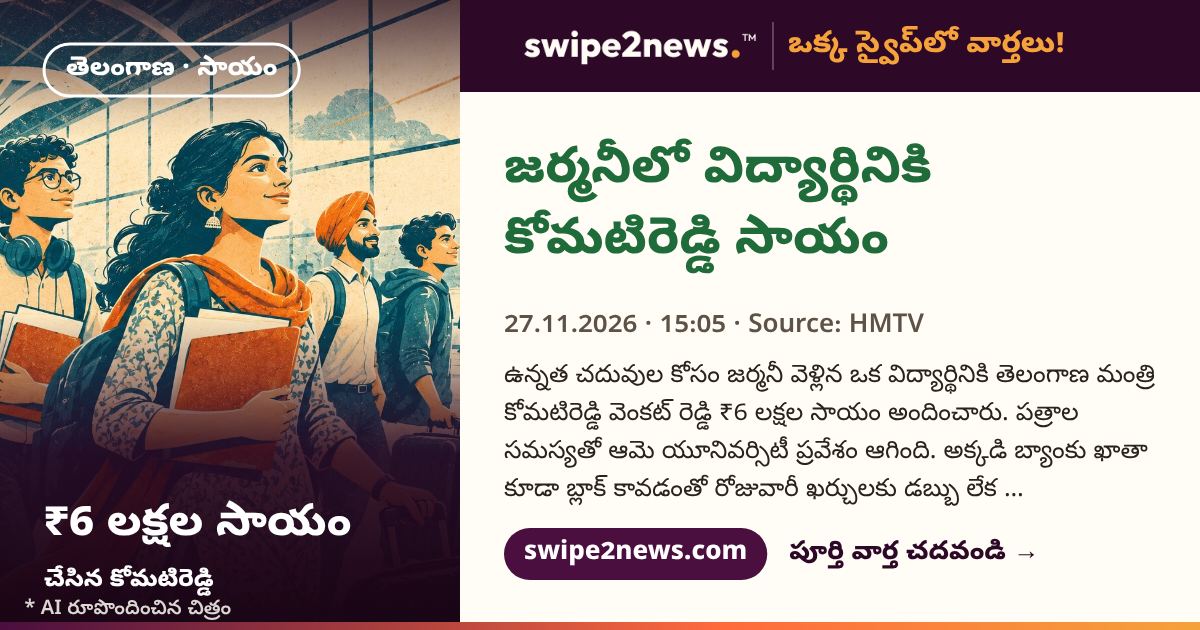 తెలంగాణ · సాయం
₹6 లక్షల సాయం
చేసిన కోమటిరెడ్డి
* AI రూపొందించిన చిత్రం
swipe2news.™ ఒక్క స్వైప్‌లో వార్తలు!
జర్మనీలో విద్యార్థినికి
కోమటిరెడ్డి సాయం
27.11.2026 · 15:05 · Source: HMTV
ఉన్నత చదువుల కోసం జర్మనీ వెళ్లిన ఒక విద్యార్థినికి తెలంగాణ మంత్రి
కోమటిరెడ్డి వెంకట్ రెడ్డి ₹6 లక్షల సాయం అందించారు. పత్రాల
సమస్యతో ఆమె యూనివర్సిటీ ప్రవేశం ఆగింది. అక్కడి బ్యాంకు ఖాతా
కూడా బ్లాక్ కావడంతో రోజువారీ ఖర్చులకు డబ్బు లేక ...
swipe2news.com పూర్తి వార్త చదవండి →